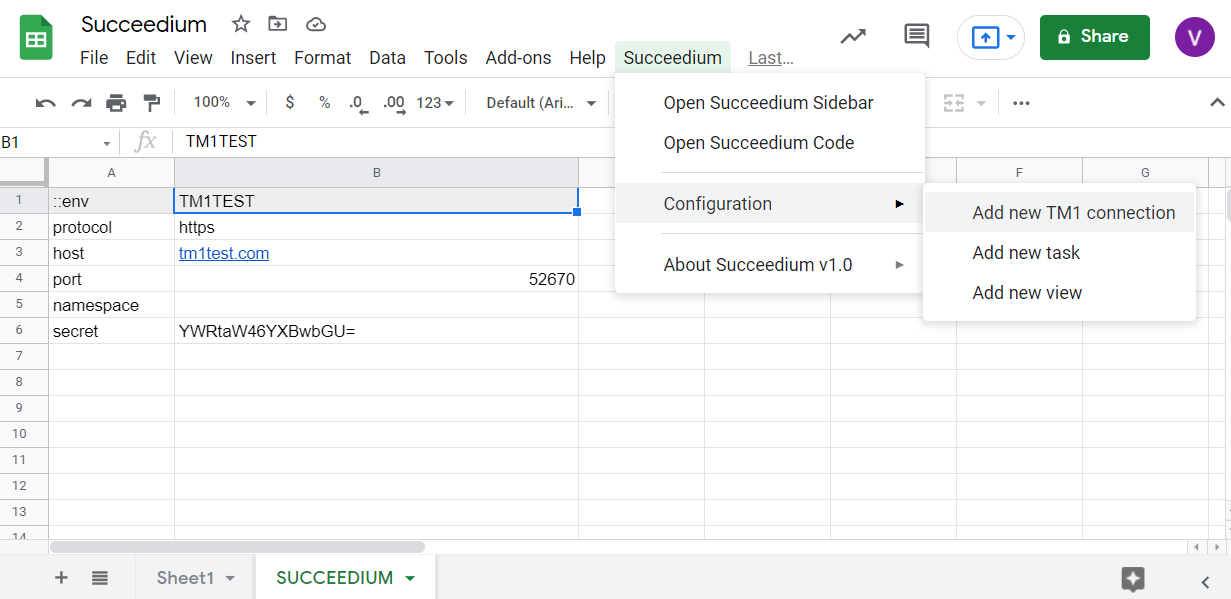 Succeedium
File Edit View Insert Format Data Tools Add-ons Help Succeedium Last...
Share
V
100% $ % .0 .00 123 Default (Ari...
B1 fx TM1TEST
Open Succeedium Sidebar
Open Succeedium Code
Configuration
About Succeedium v1.0
Add new TM1 connection
Add new task
Add new view
A B F G
1 ::env TM1TEST
2 protocol https
3 host tm1test.com
4 port 52670
5 namespace
6 secret YWRtaW46YXBwbGU=
7
8
9
10
11
12
13
14
Sheet1 SUCCEEDIUM